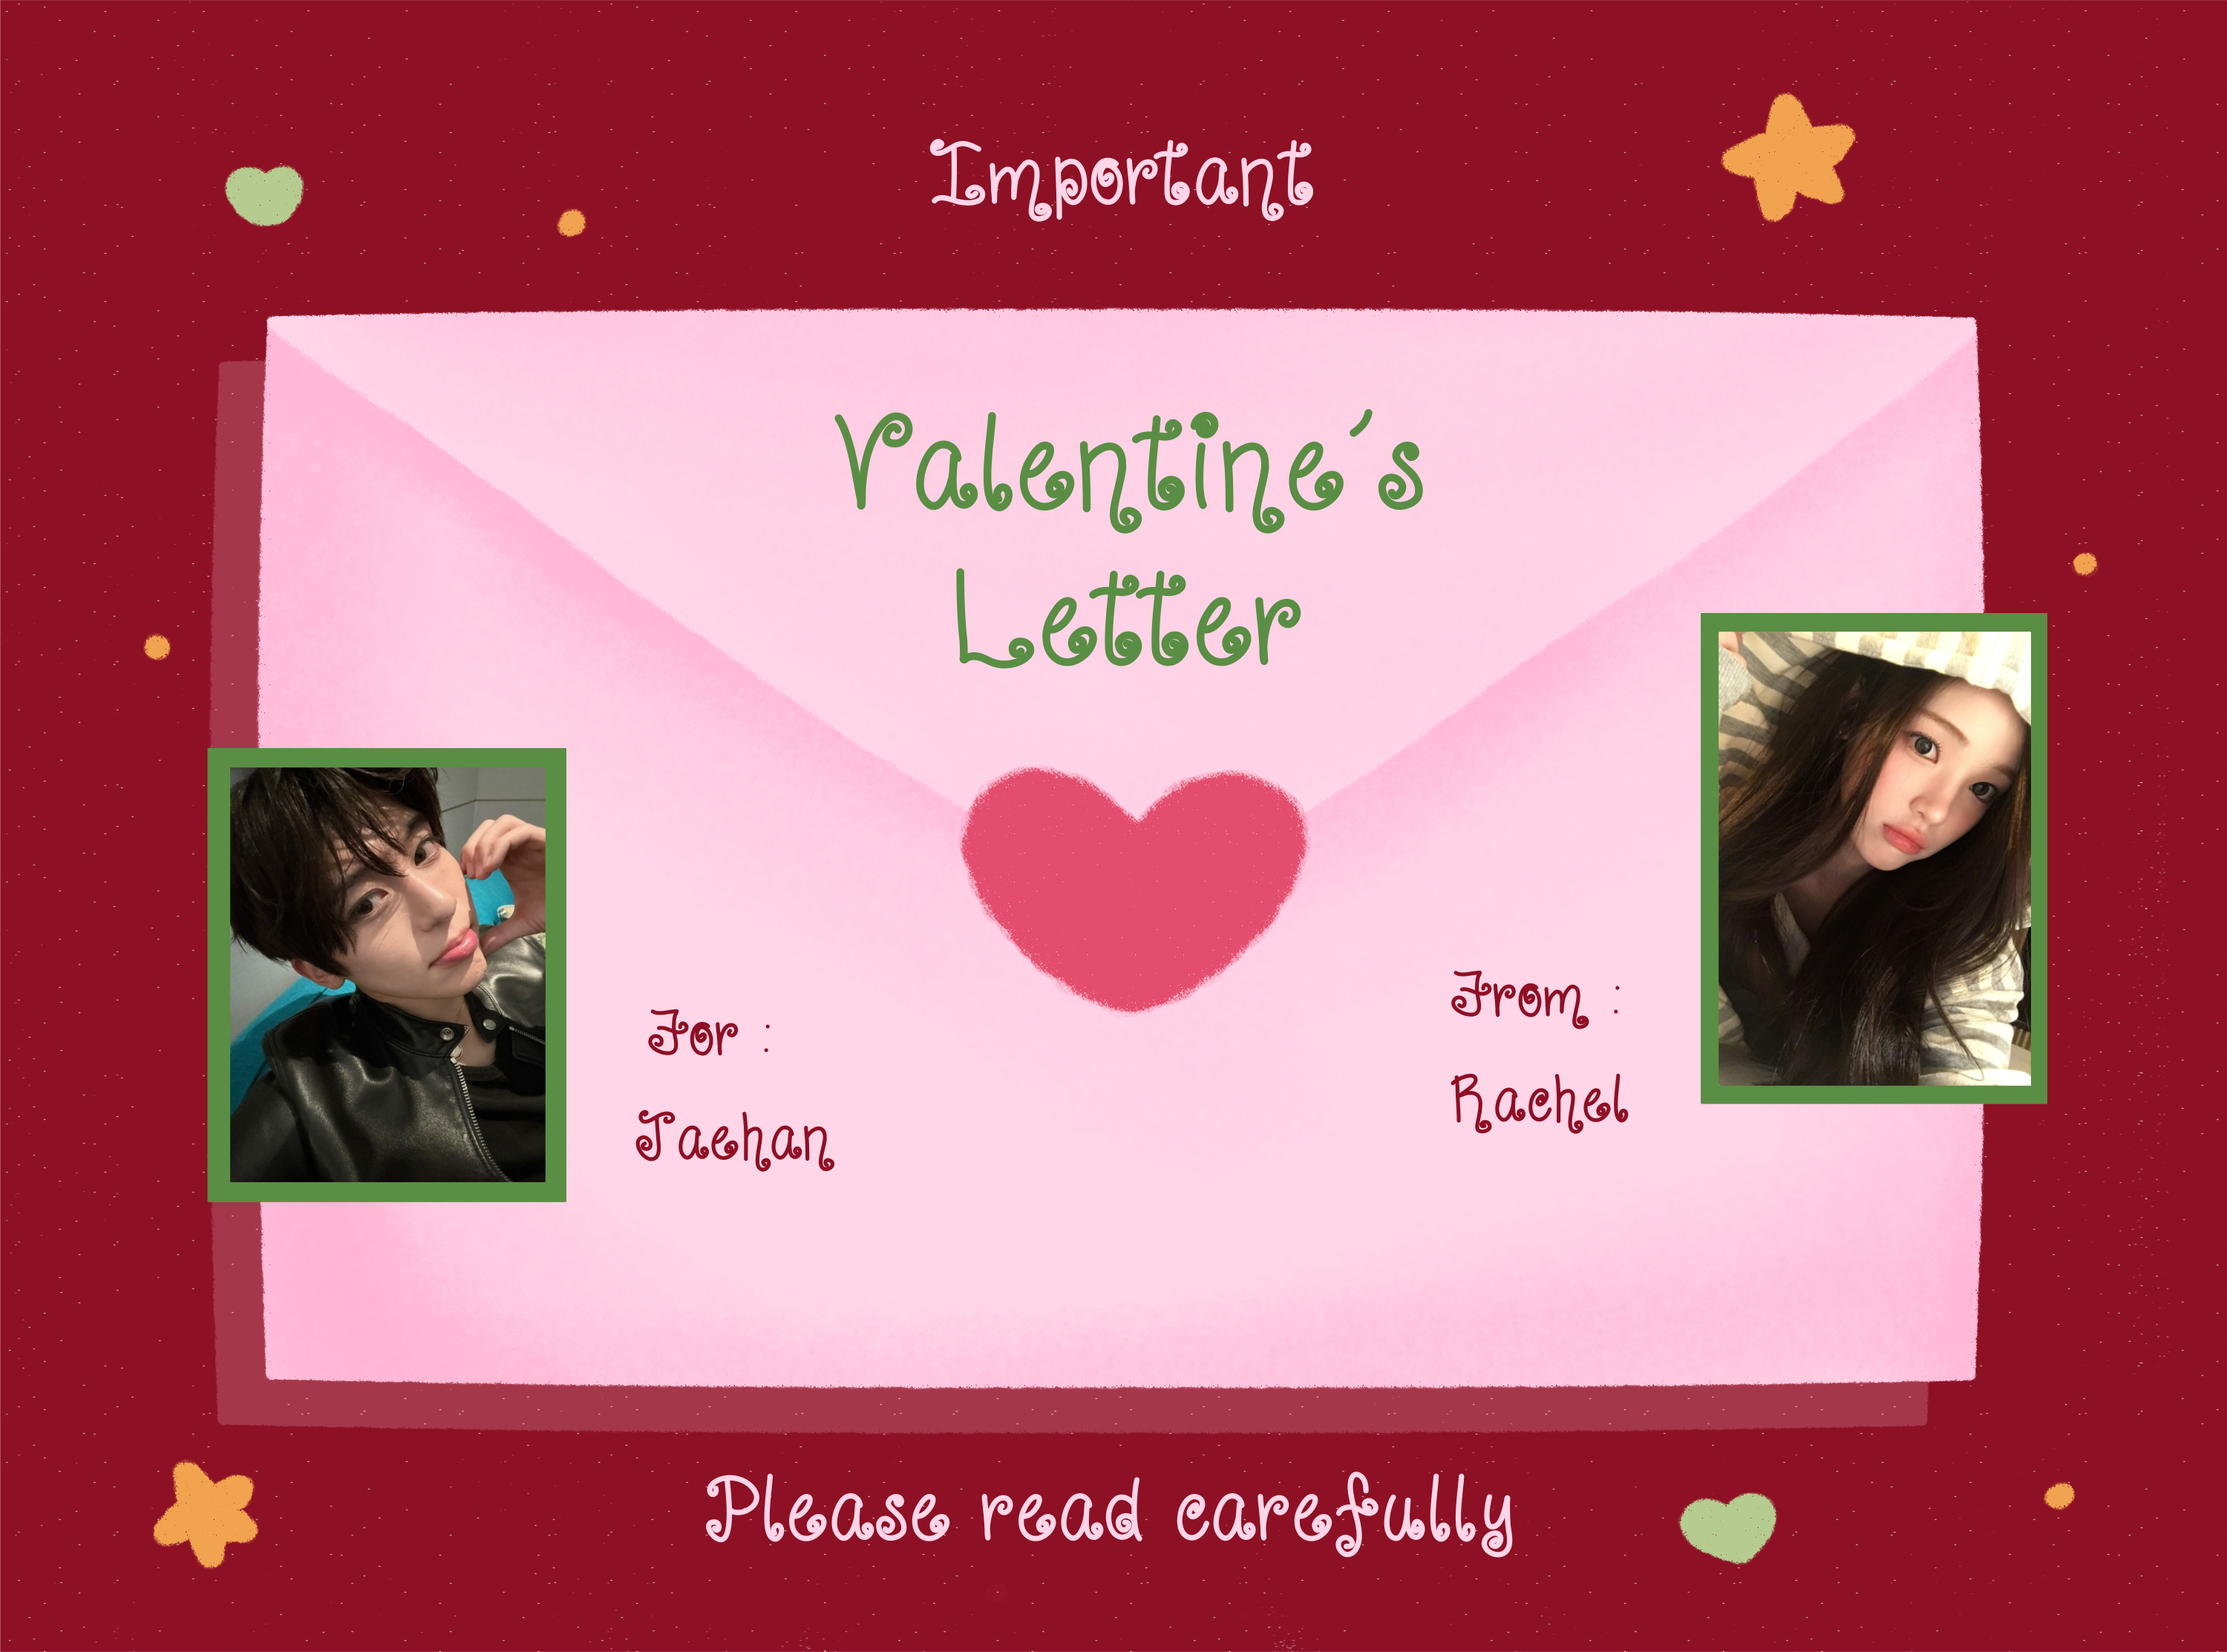 Important
Valentine's
Letter
For :
Jaehan
From :
Rachel
Please read carefully